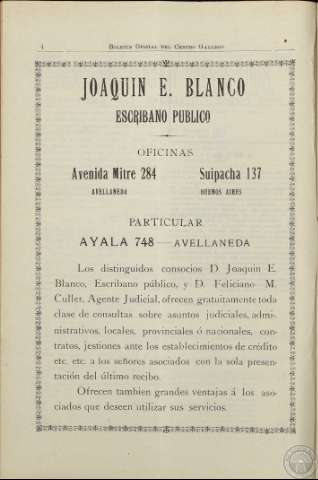 4 BOLETIN OFICIAL DEL CENTRO GALLEGO
JOAQUIN E. BLANCO
ESCRIBANO PUBLICO
OFICINAS
Avenida Mitre 284 Suipacha 137
AVELLANEDA BUENOS AIRES
PARTICULAR
AYALA 748 — AVELLANEDA
Los distinguidos consocios D. Joaquin E.
Blanco, Escribano público, y D. Feliciano M.
Culler, Agente Judicial, ofrecen gratuitamente toda
clase de consultas sobre asuntos judiciales, admi-
nistrativos, locales, provinciales ó nacionales, con-
tratos, jestiones ante los establecimientos de crédito
etc. etc. a los señores asociados con la sola presen-
tación del último recibo.
Ofrecen tambien grandes ventajas á los aso-
ciados que deseen utilizar sus servicios.